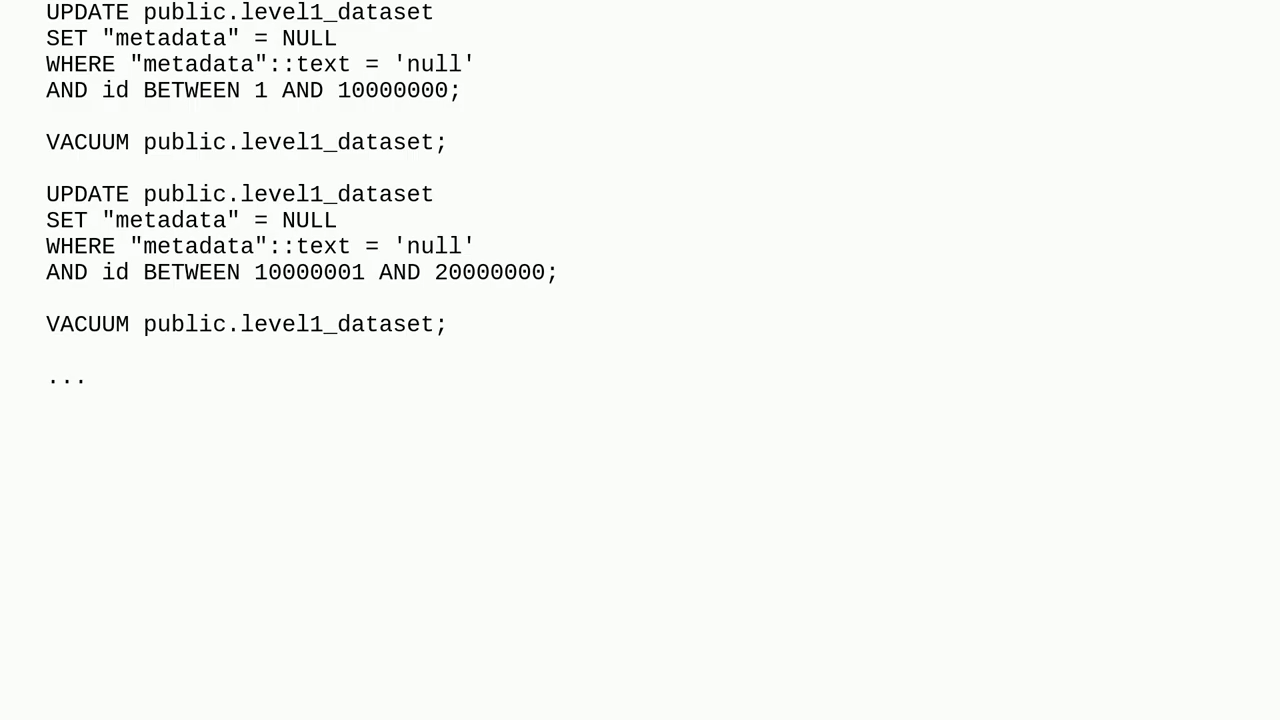 UPDATE public.level1_dataset
SET "metadata" = NULL
WHERE "metadata"::text = 'null'
AND id BETWEEN 1 AND 10000000;
VACUUM public.level1_dataset;
UPDATE public.level1_dataset
SET "metadata" = NULL
WHERE "metadata"::text = 'null'
AND id BETWEEN 10000001 AND 20000000;
VACUUM public.level1_dataset;
...